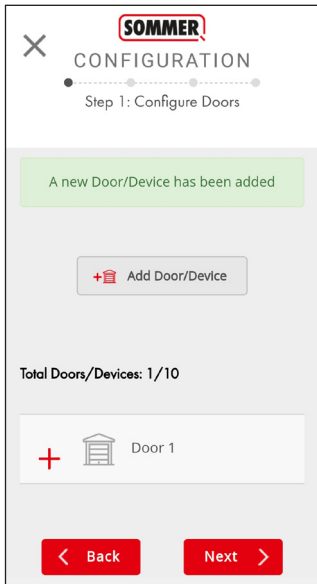 SOMMER
CONFIGURATION
Step 1: Configure Doors
A new Door/Device has been added
Add Door/Device
Total Doors/Devices: 1/10
Door 1
Back
Next